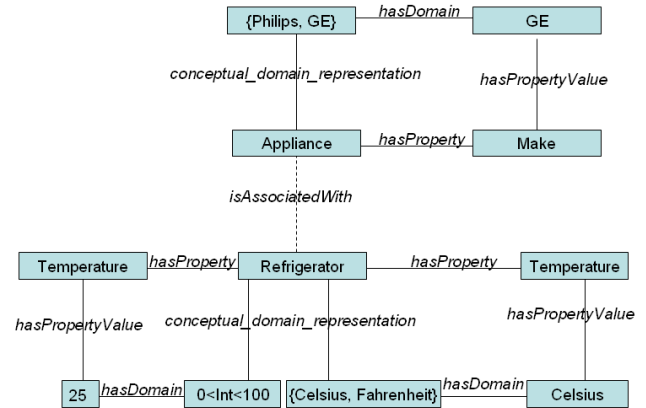 {Philips, GE} hasDomain GE
conceptual_domain_representation hasPropertyValue
Appliance hasProperty Make
isAssociatedWith
Temperature hasProperty Refrigerator hasProperty Temperature
hasPropertyValue conceptual_domain_representation hasPropertyValue
25 hasDomain 0<Int<100 {Celsius, Fahrenheit} hasDomain Celsius